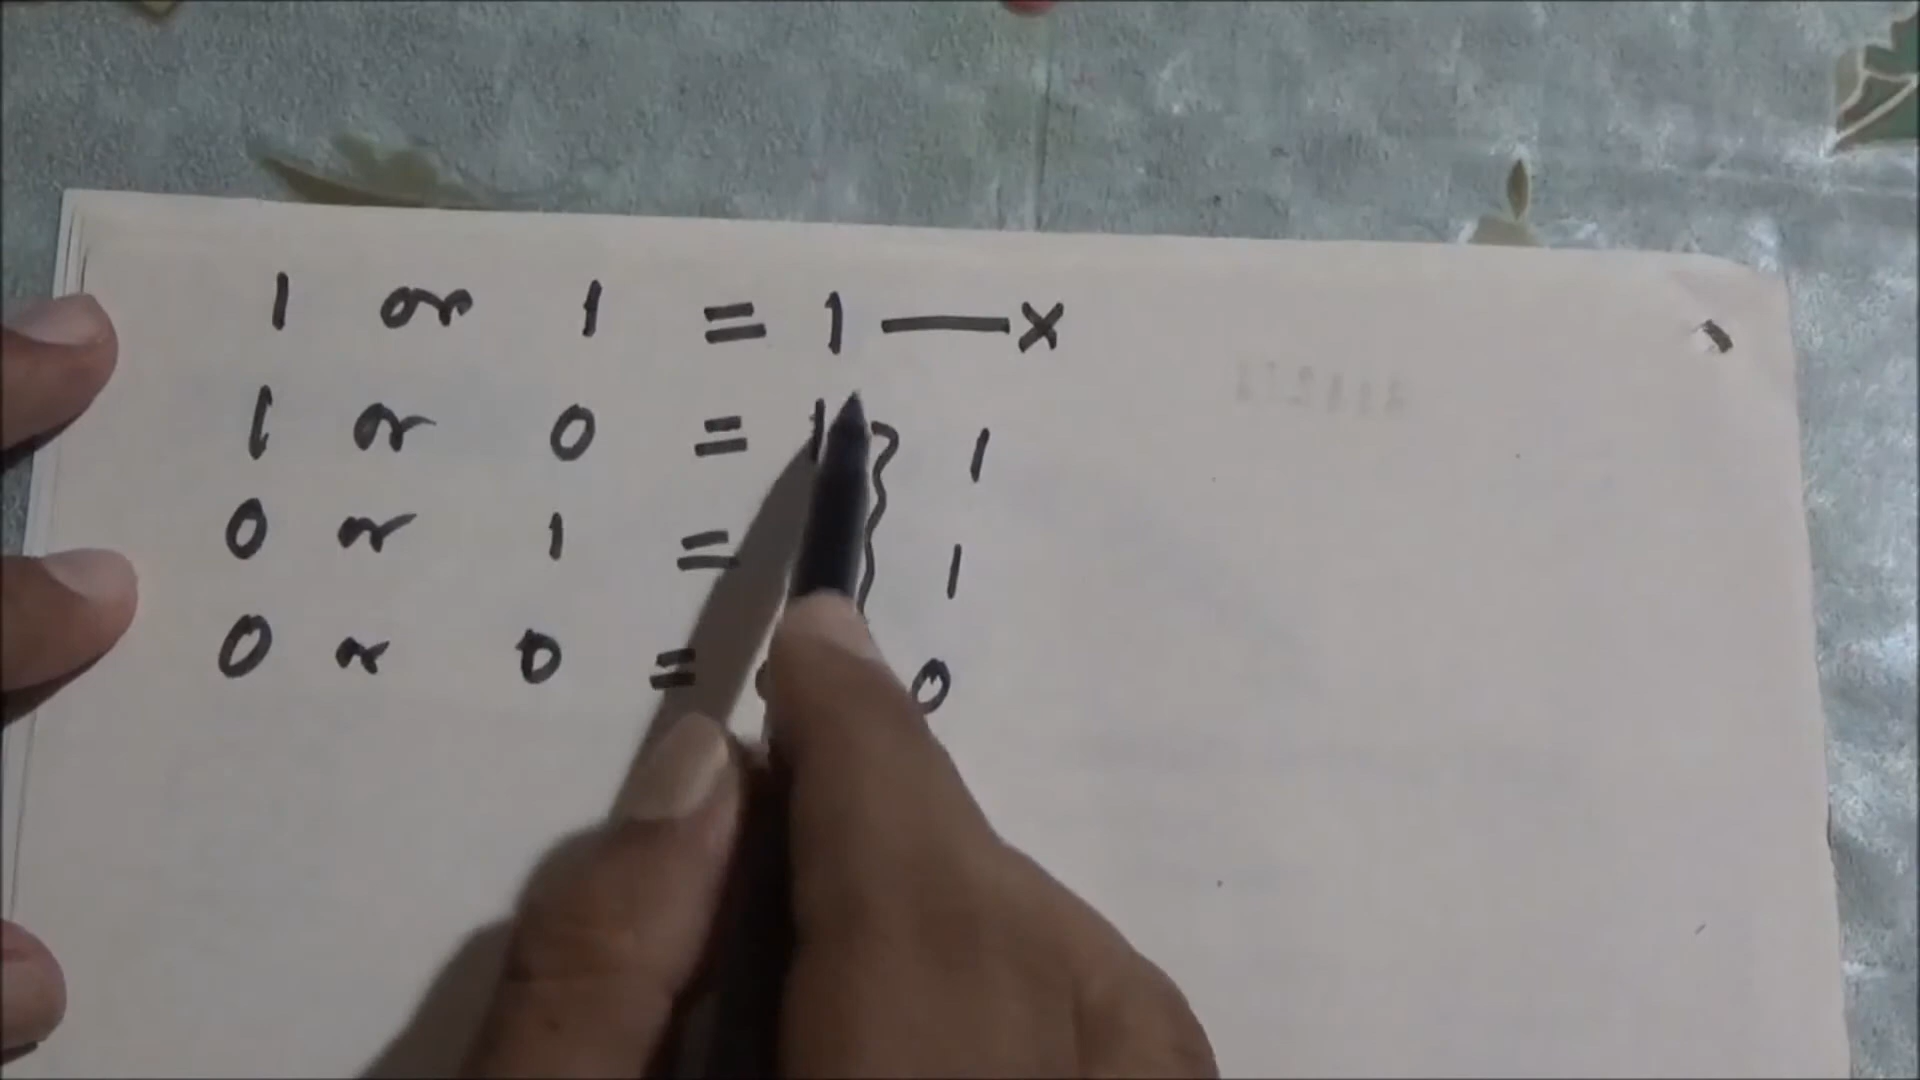 1 or 1 = 1 — x
1 or 0 = 1 } 1
0 or 1 = 1
0 or 0 = 0